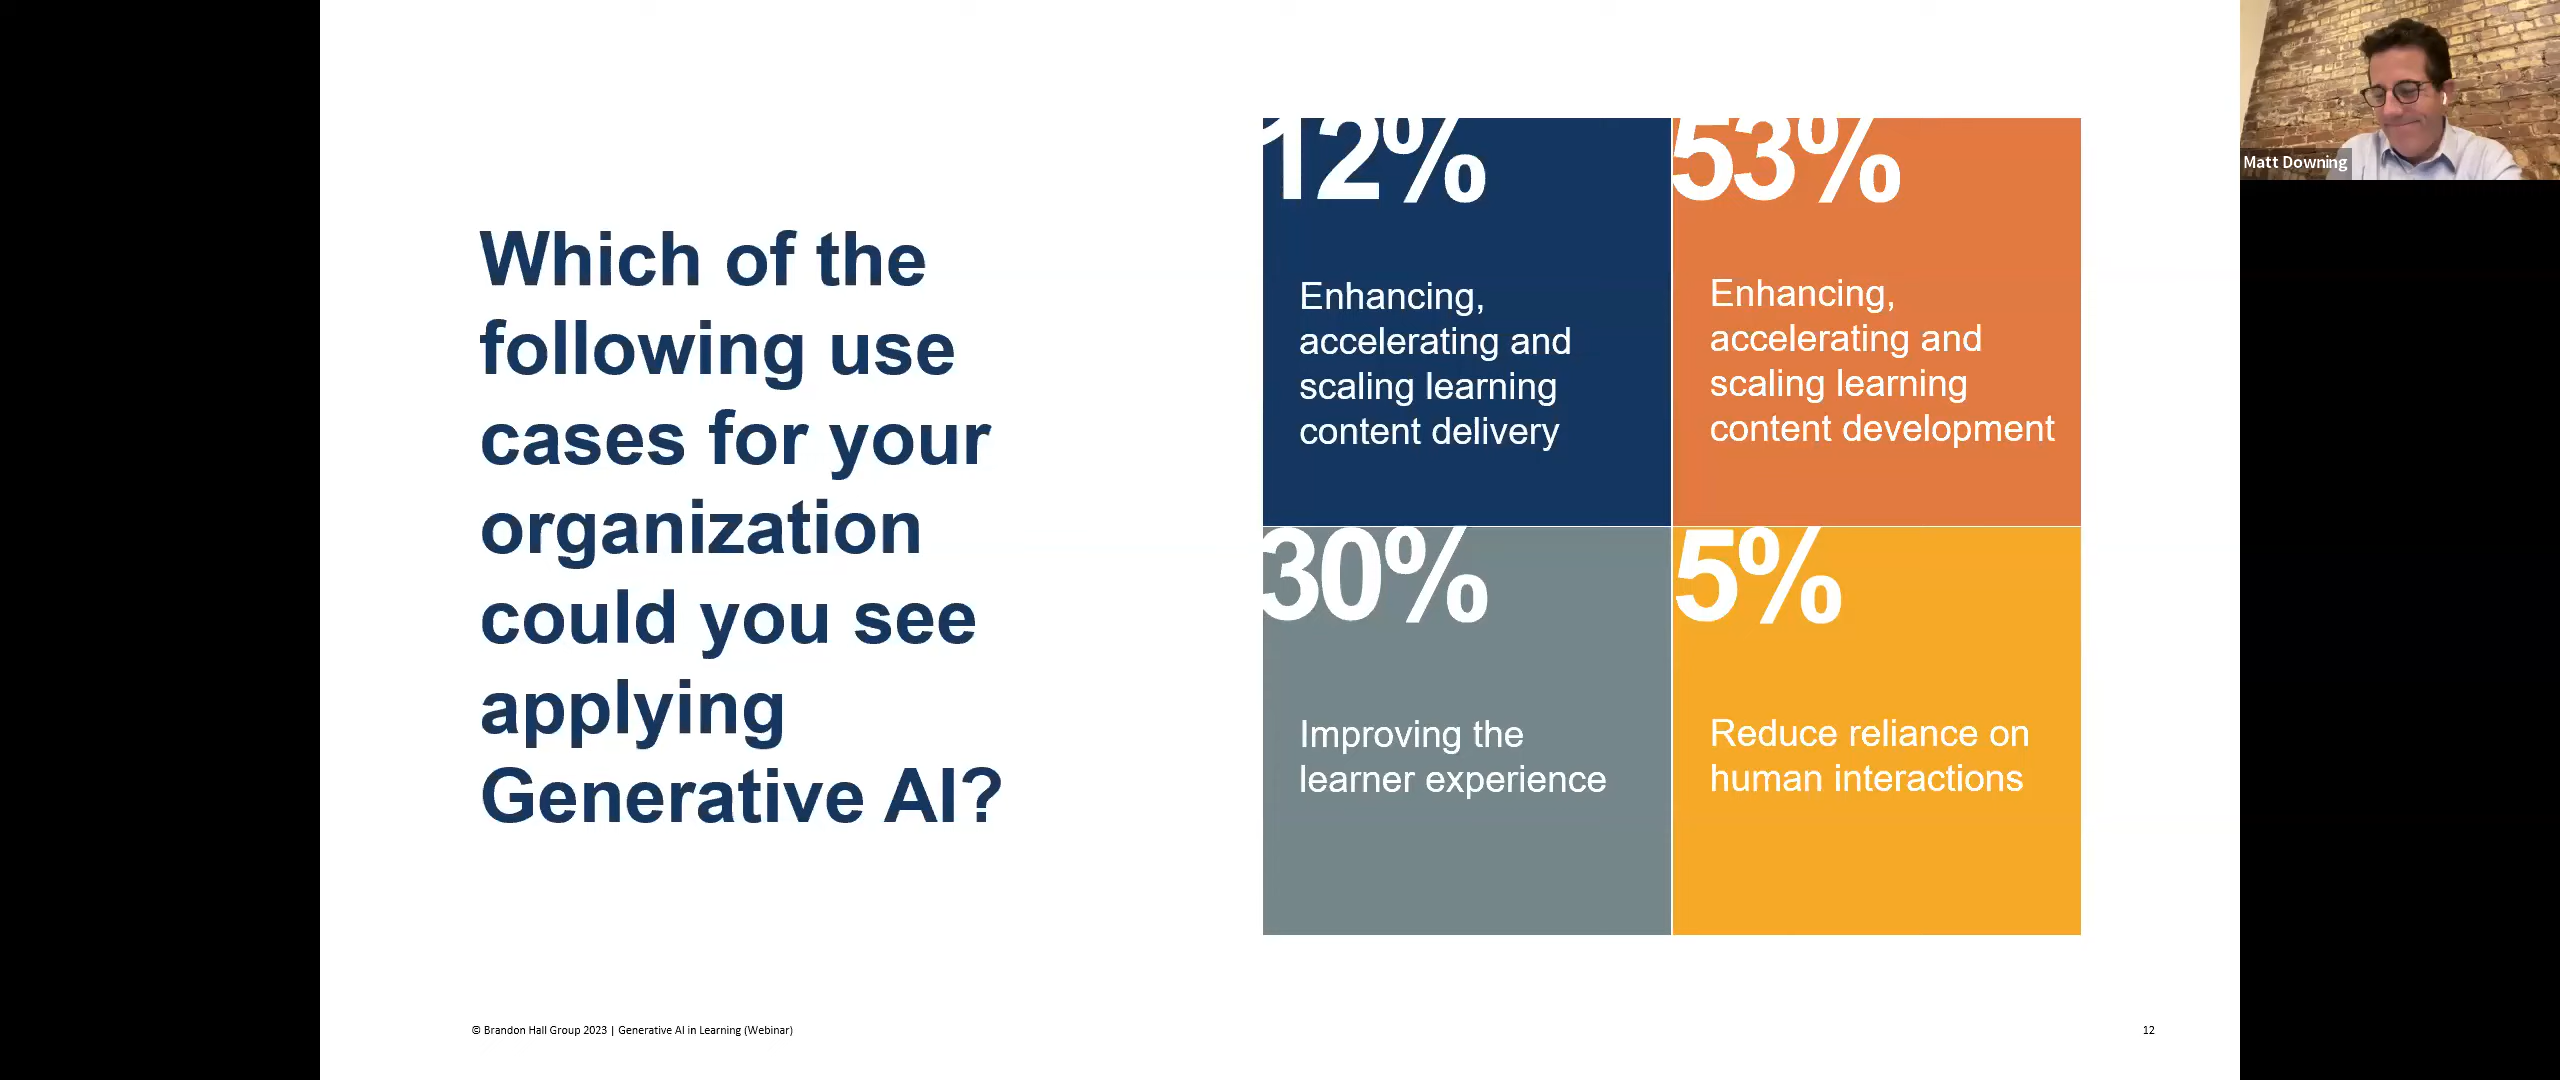 Which of the
following use
cases for your
organization
could you see
applying
Generative AI?
12%
Enhancing,
accelerating and
scaling learning
content delivery
53%
Enhancing,
accelerating and
scaling learning
content development
30%
Improving the
learner experience
5%
Reduce reliance on
human interactions
Matt Downing
© Brandon Hall Group 2023 | Generative AI in Learning (Webinar)
12